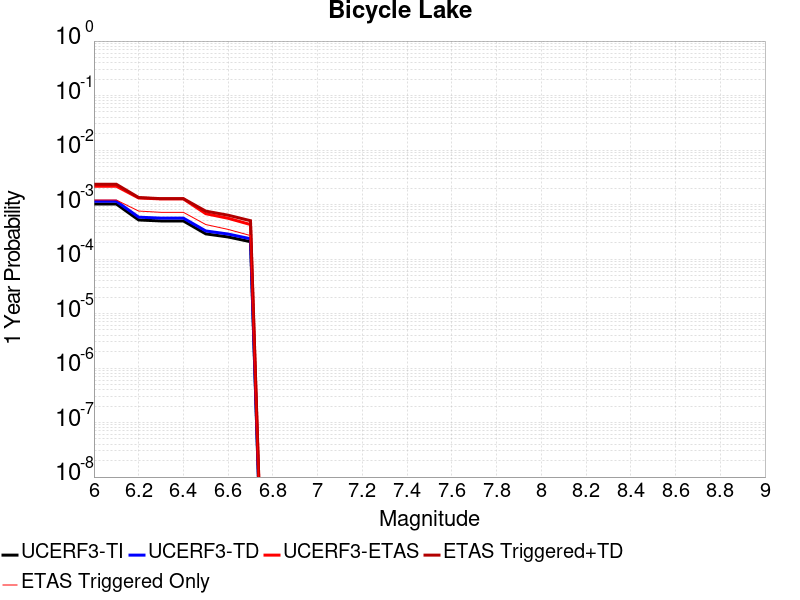 Bicycle Lake
10^0
10^-1
10^-2
10^-3
10^-4
10^-5
10^-6
10^-7
10^-8
1 Year Probability
6 6.2 6.4 6.6 6.8 7 7.2 7.4 7.6 7.8 8 8.2 8.4 8.6 8.8 9
Magnitude
UCERF3-TI UCERF3-TD UCERF3-ETAS ETAS Triggered+TD
ETAS Triggered Only